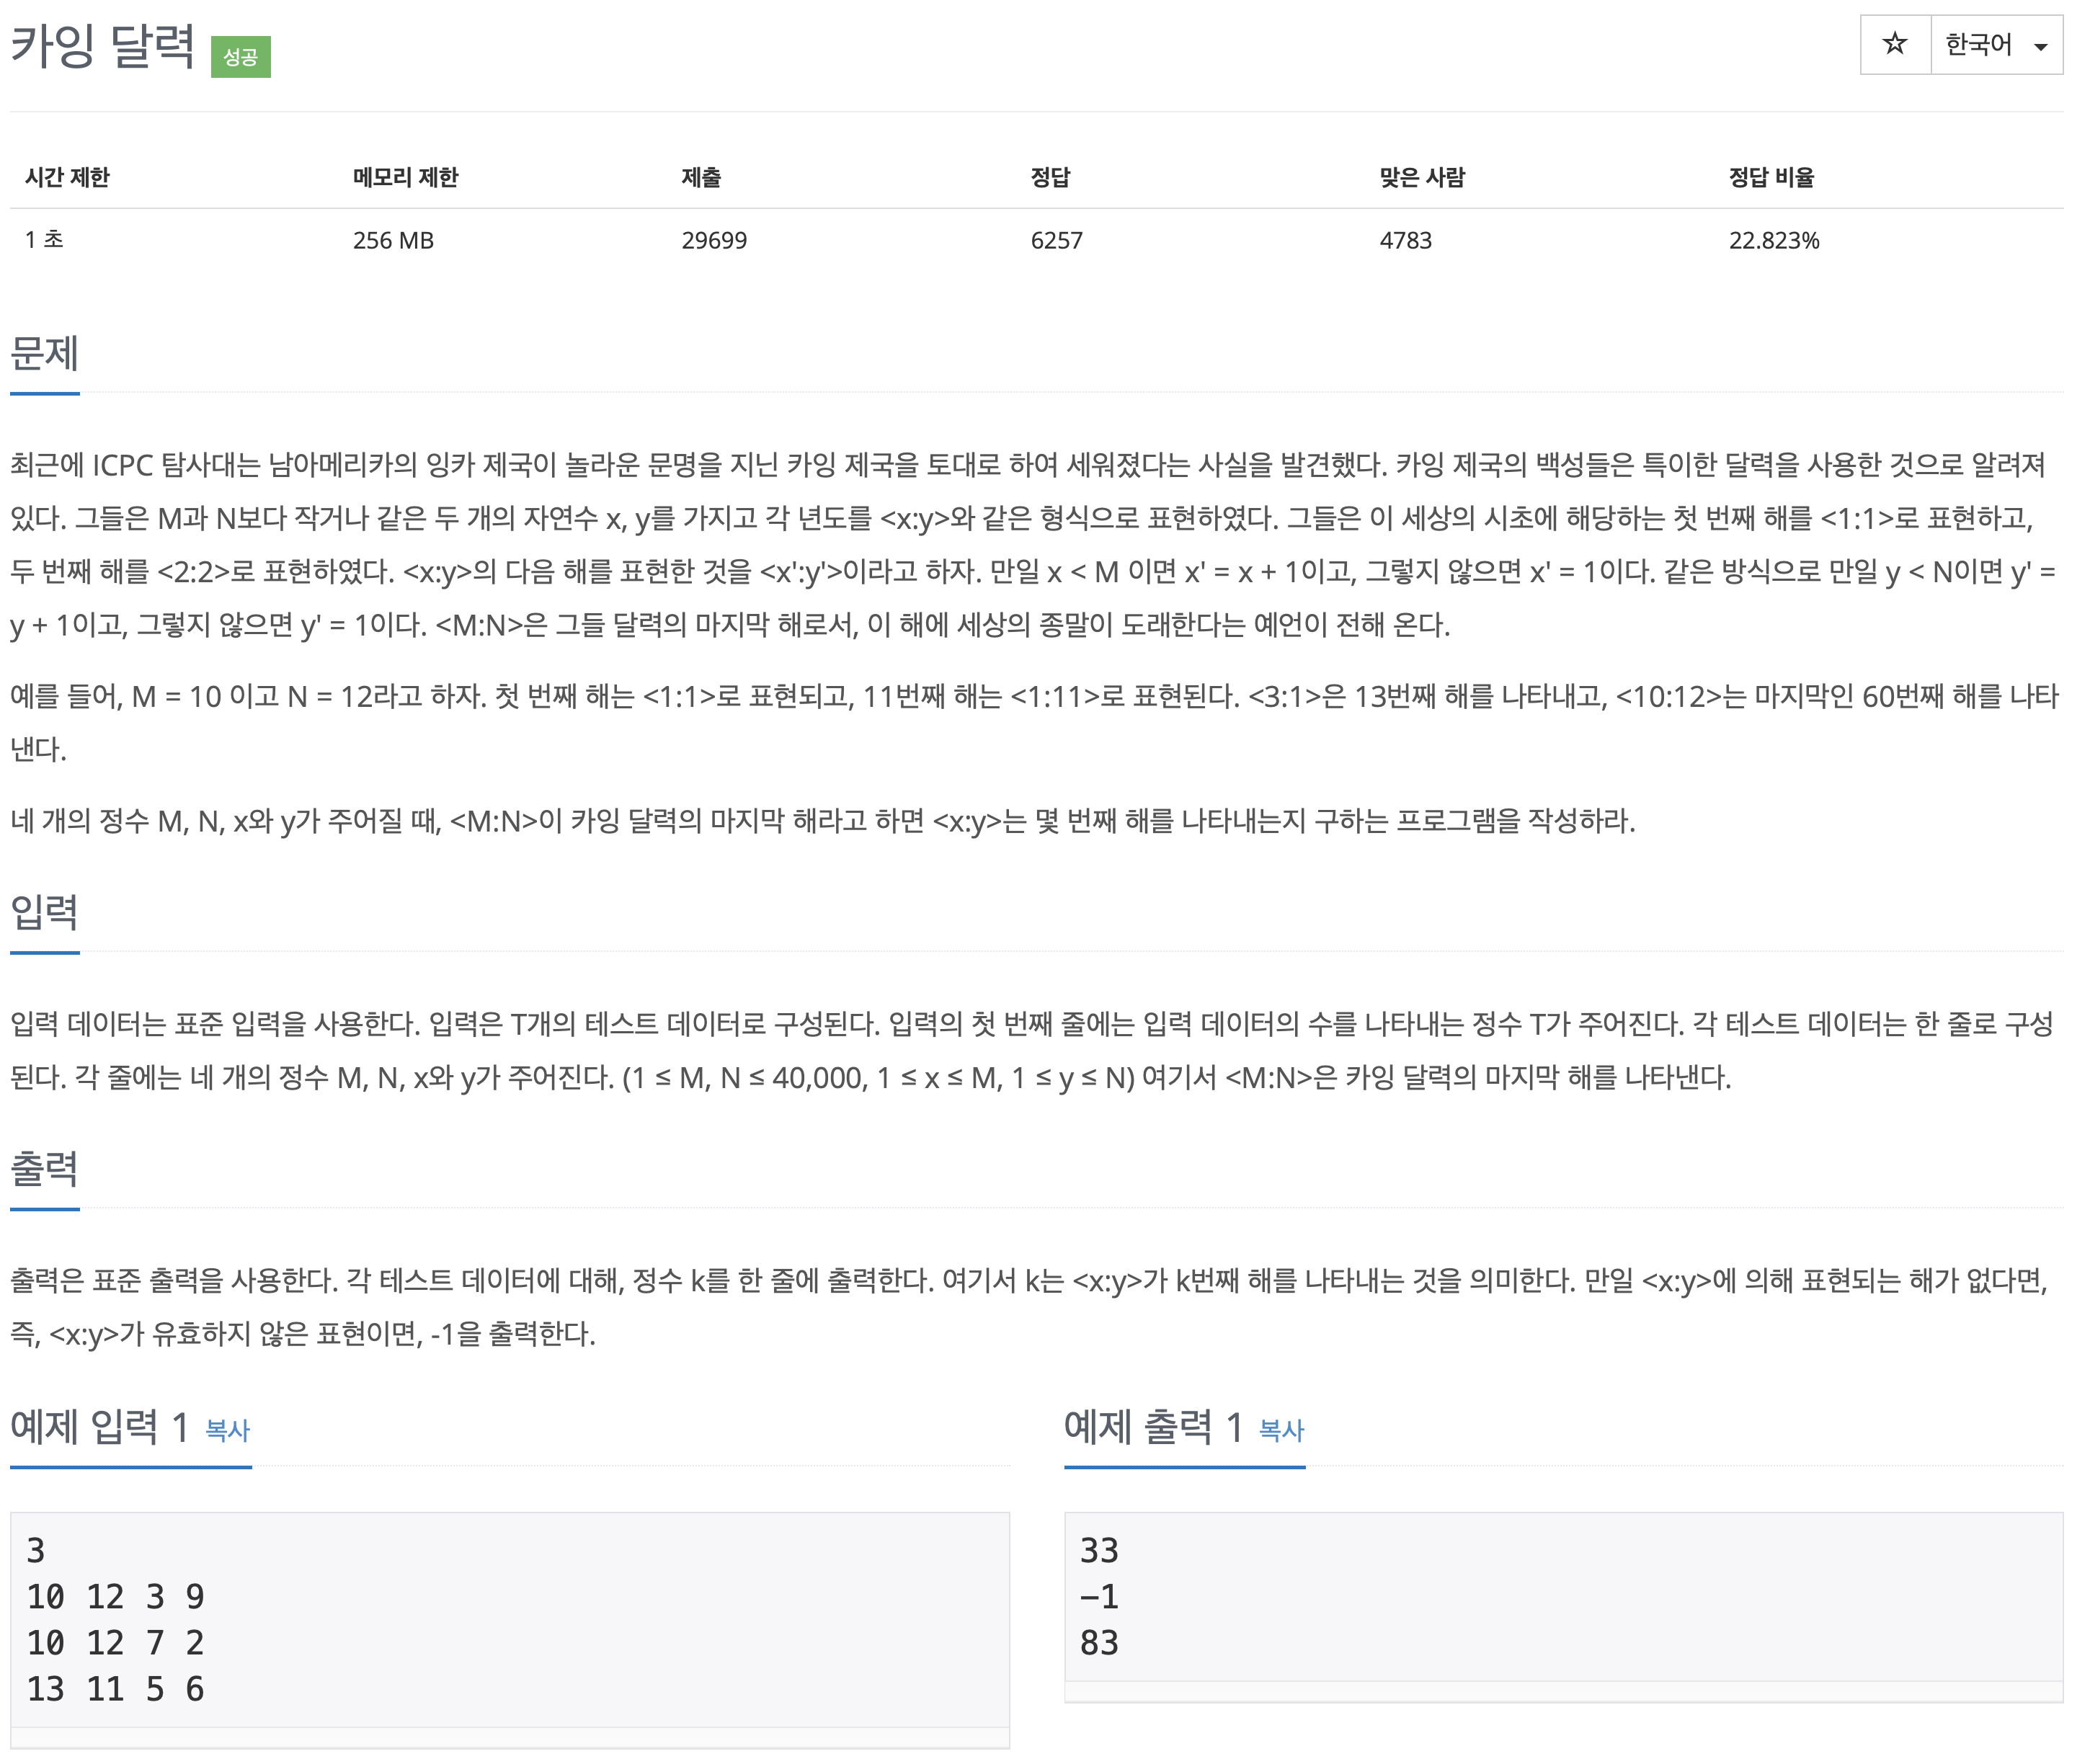 카잉 달력 성공
☆ 한국어
시간 제한 메모리 제한 제출 정답 맞은 사람 정답 비율
1 초 256 MB 29699 6257 4783 22.823%
문제
최근에 ICPC 탐사대는 남아메리카의 잉카 제국이 놀라운 문명을 지닌 카잉 제국을 토대로 하여 세워졌다는 사실을 발견했다. 카잉 제국의 백성들은 특이한 달력을 사용한 것으로 알려져
있다. 그들은 M과 N보다 작거나 같은 두 개의 자연수 x, y를 가지고 각 년도를 <x:y>와 같은 형식으로 표현하였다. 그들은 이 세상의 시초에 해당하는 첫 번째 해를 <1:1>로 표현하고,
두 번째 해를 <2:2>로 표현하였다. <x:y>의 다음 해를 표현한 것을 <x':y'>이라고 하자. 만일 x < M 이면 x' = x + 1이고, 그렇지 않으면 x' = 1이다. 같은 방식으로 만일 y < N이면 y' =
y + 1이고, 그렇지 않으면 y' = 1이다. <M:N>은 그들 달력의 마지막 해로서, 이 해에 세상의 종말이 도래한다는 예언이 전해 온다.
예를 들어, M = 10 이고 N = 12라고 하자. 첫 번째 해는 <1:1>로 표현되고, 11번째 해는 <1:11>로 표현된다. <3:1>은 13번째 해를 나타내고, <10:12>는 마지막인 60번째 해를 나타
낸다.
네 개의 정수 M, N, x와 y가 주어질 때, <M:N>이 카잉 달력의 마지막 해라고 하면 <x:y>는 몇 번째 해를 나타내는지 구하는 프로그램을 작성하라.
입력
입력 데이터는 표준 입력을 사용한다. 입력은 T개의 테스트 데이터로 구성된다. 입력의 첫 번째 줄에는 입력 데이터의 수를 나타내는 정수 T가 주어진다. 각 테스트 데이터는 한 줄로 구성
된다. 각 줄에는 네 개의 정수 M, N, x와 y가 주어진다. (1 ≤ M, N ≤ 40,000, 1 ≤ x ≤ M, 1 ≤ y ≤ N) 여기서 <M:N>은 카잉 달력의 마지막 해를 나타낸다.
출력
출력은 표준 출력을 사용한다. 각 테스트 데이터에 대해, 정수 k를 한 줄에 출력한다. 여기서 k는 <x:y>가 k번째 해를 나타내는 것을 의미한다. 만일 <x:y>에 의해 표현되는 해가 없다면,
즉, <x:y>가 유효하지 않은 표현이면, -1을 출력한다.
예제 입력 1 복사
3
10 12 3 9
10 12 7 2
13 11 5 6
예제 출력 1 복사
33
-1
83